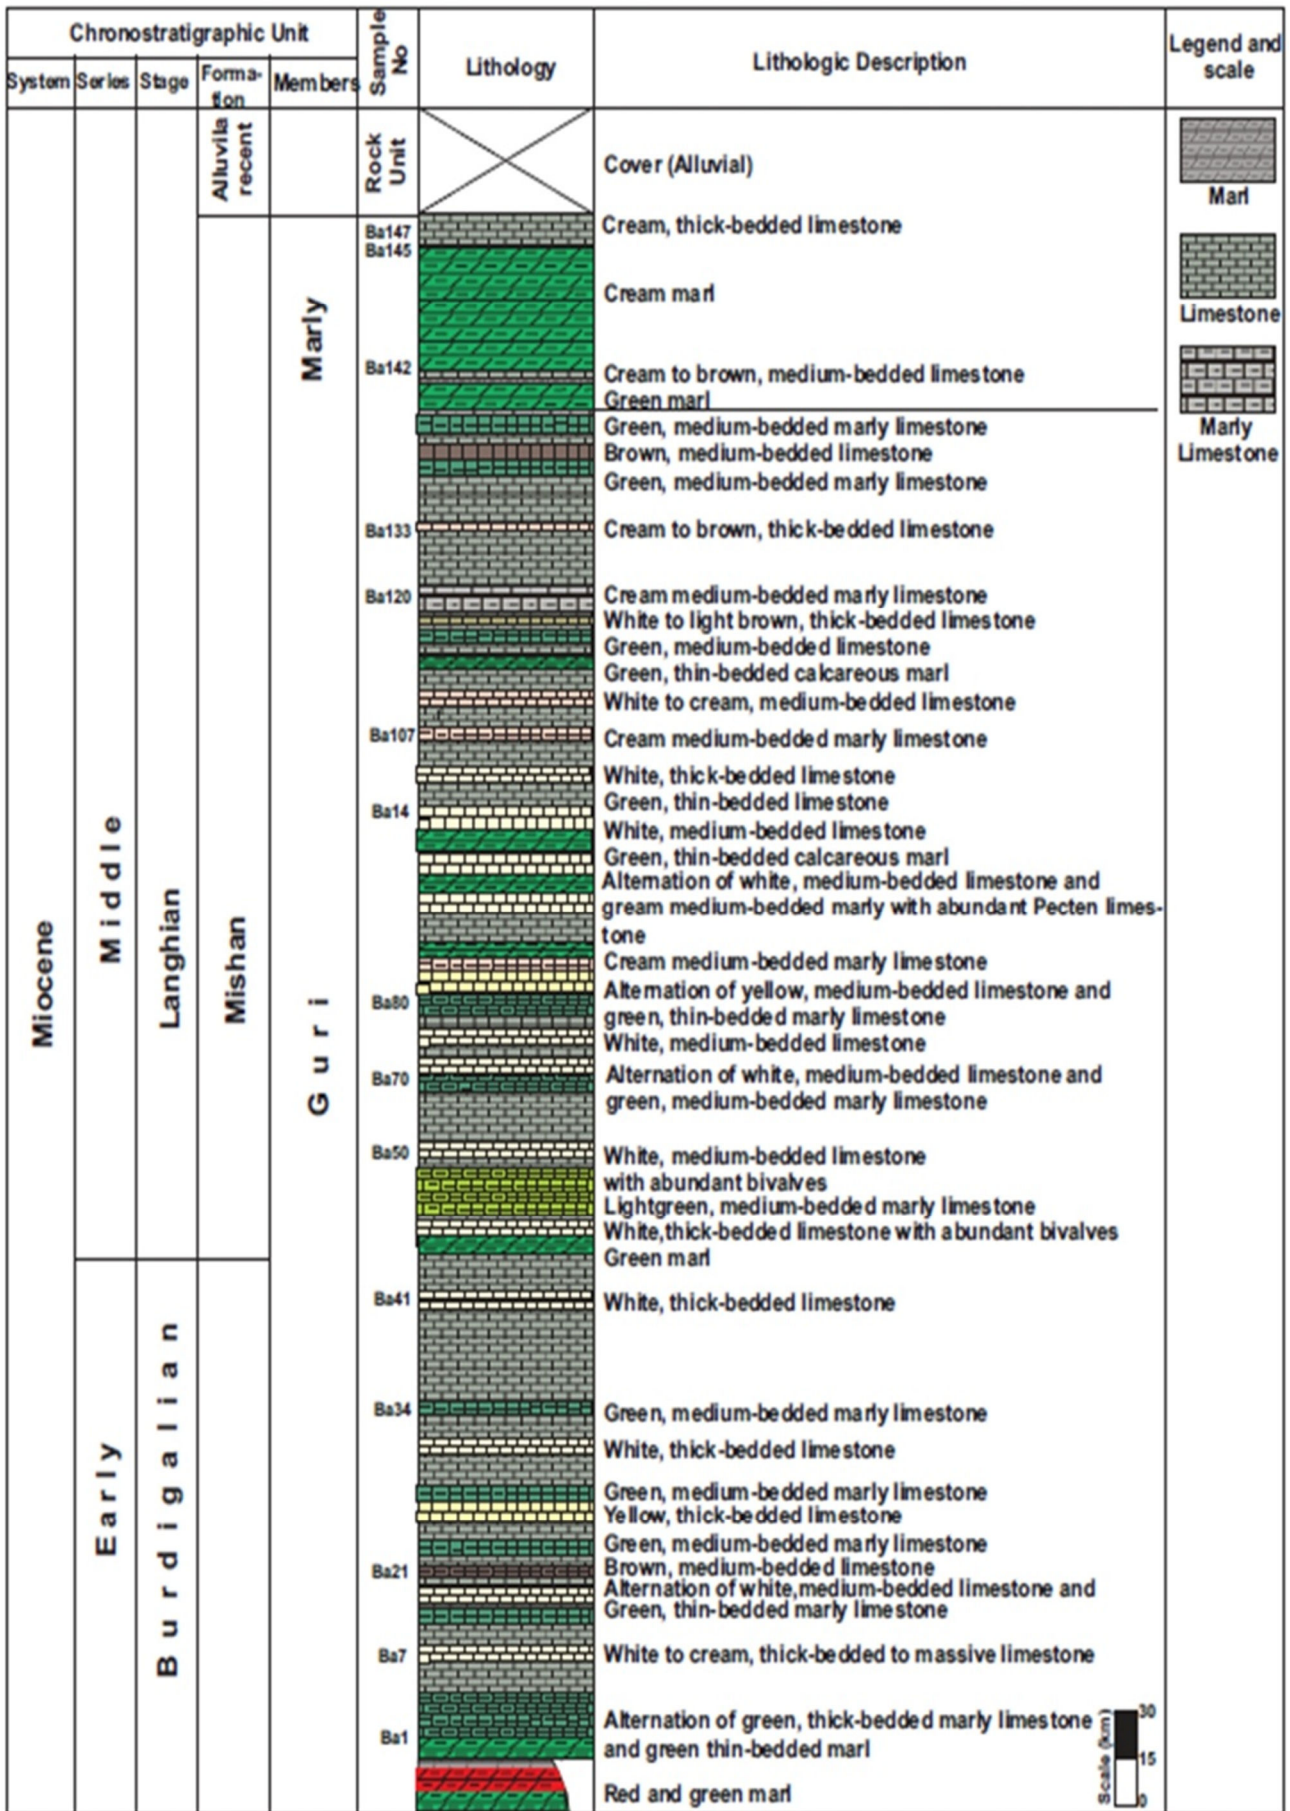 Chronostratigraphic Unit
System
Series
Stage
Forma-
tion
Members
Sample
No
Lithology
Lithologic Description
Legend and
scale
Alluvila
recent
Rock
Unit
Cover (Alluvial)
Marl
Limestone
Marly
Limestone
Miocene
Middle
Early
Langhian
Burdigalian
Mishan
Marly
Guri
Ba147
Cream, thick-bedded limestone
Ba145
Cream marl
Ba142
Cream to brown, medium-bedded limestone
Green marl
Green, medium-bedded marly limestone
Brown, medium-bedded limestone
Green, medium-bedded marly limestone
Ba133
Cream to brown, thick-bedded limestone
Ba120
Cream medium-bedded marly limestone
White to light brown, thick-bedded limestone
Green, medium-bedded limestone
Green, thin-bedded calcareous marl
White to cream, medium-bedded limestone
Ba107
Cream medium-bedded marly limestone
White, thick-bedded limestone
Green, thin-bedded limestone
Ba14
White, medium-bedded limestone
Green, thin-bedded calcareous marl
Alternation of white, medium-bedded limestone and
gream medium-bedded marly with abundant Pecten limes-
tone
Cream medium-bedded marly limestone
Alternation of yellow, medium-bedded limestone and
Ba80
green, thin-bedded marly limestone
White, medium-bedded limestone
Ba70
Alternation of white, medium-bedded limestone and
green, medium-bedded marly limestone
Ba50
White, medium-bedded limestone
with abundant bivalves
Lightgreen, medium-bedded marly limestone
White,thick-bedded limestone with abundant bivalves
Green marl
Ba41
White, thick-bedded limestone
Ba34
Green, medium-bedded marly limestone
White, thick-bedded limestone
Green, medium-bedded marly limestone
Yellow, thick-bedded limestone
Green, medium-bedded marly limestone
Ba21
Brown, medium-bedded limestone
Alternation of white,medium-bedded limestone and
Green, thin-bedded marly limestone
Ba7
White to cream, thick-bedded to massive limestone
Alternation of green, thick-bedded marly limestone
Ba1
and green thin-bedded marl
Red and green marl
Scale (km)
30
15
0